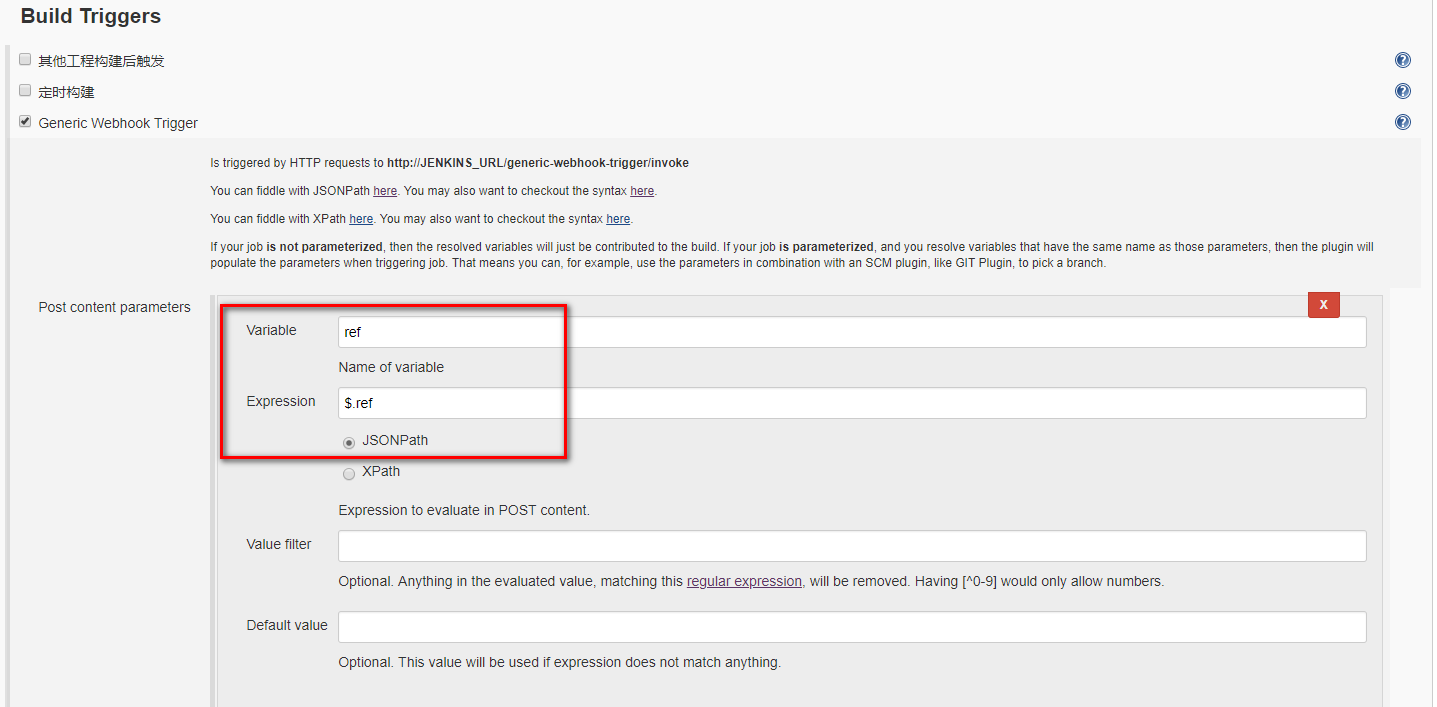 Build Triggers
其他工程构建后触发
定时构建
Generic Webhook Trigger
Is triggered by HTTP requests to http://JENKINS_URL/generic-webhook-trigger/invoke
You can fiddle with JSONPath here. You may also want to checkout the syntax here.
You can fiddle with XPath here. You may also want to checkout the syntax here.
If your job is not parameterized, then the resolved variables will just be contributed to the build. If your job is parameterized, and you resolve variables that have the same name as those parameters, then the plugin will
populate the parameters when triggering job. That means you can, for example, use the parameters in combination with an SCM plugin, like GIT Plugin, to pick a branch.
Post content parameters
X
Variable
ref
Name of variable
Expression
$.ref
JSONPath
XPath
Expression to evaluate in POST content.
Value filter
Optional. Anything in the evaluated value, matching this regular expression, will be removed. Having [^0-9] would only allow numbers.
Default value
Optional. This value will be used if expression does not match anything.